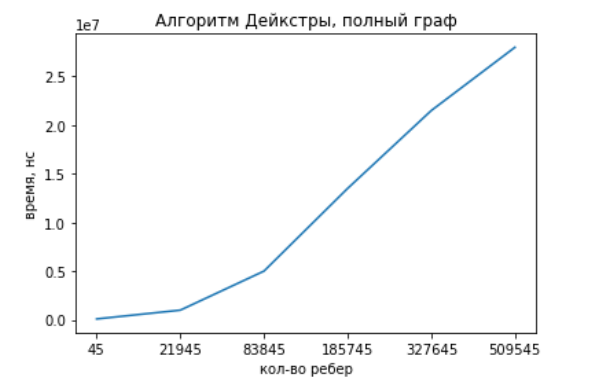 Алгоритм Дейкстры, полный граф
1e7
2.5
2.0
1.5
1.0
0.5
0.0
время, нс
45 21945 83845 185745 327645 509545
кол-во ребер